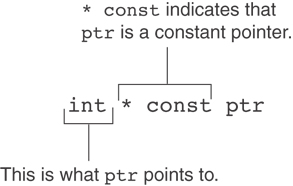 * const indicates that
ptr is a constant pointer.
int * const ptr
This is what ptr points to.